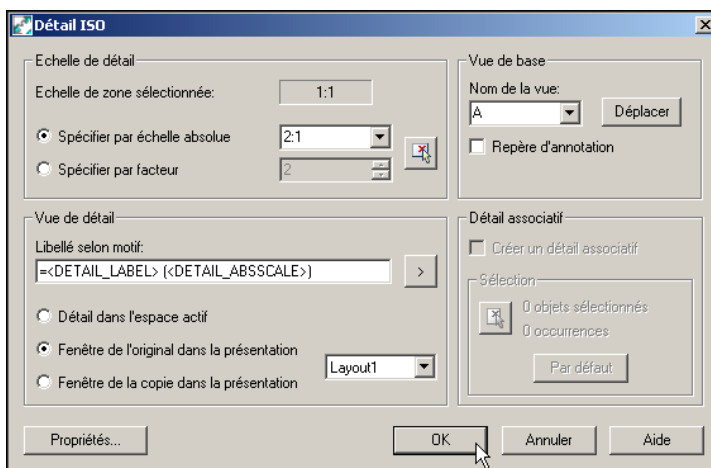 Détail ISO
Echelle de détail
Echelle de zone sélectionnée:
1:1
Spécifier par échelle absolue
2:1
Spécifier par facteur
2
Vue de base
Nom de la vue:
A
Déplacer
Repère d'annotation
Vue de détail
Libellé selon motif:
=<DETAIL_LABEL> (<DETAIL_ABSSCALE>)
>
Détail dans l'espace actif
Fenêtre de l'original dans la présentation
Layout1
Fenêtre de la copie dans la présentation
Détail associatif
Créer un détail associatif
Sélection
0 objets sélectionnés
0 occurrences
Par défaut
Propriétés...
OK
Annuler
Aide